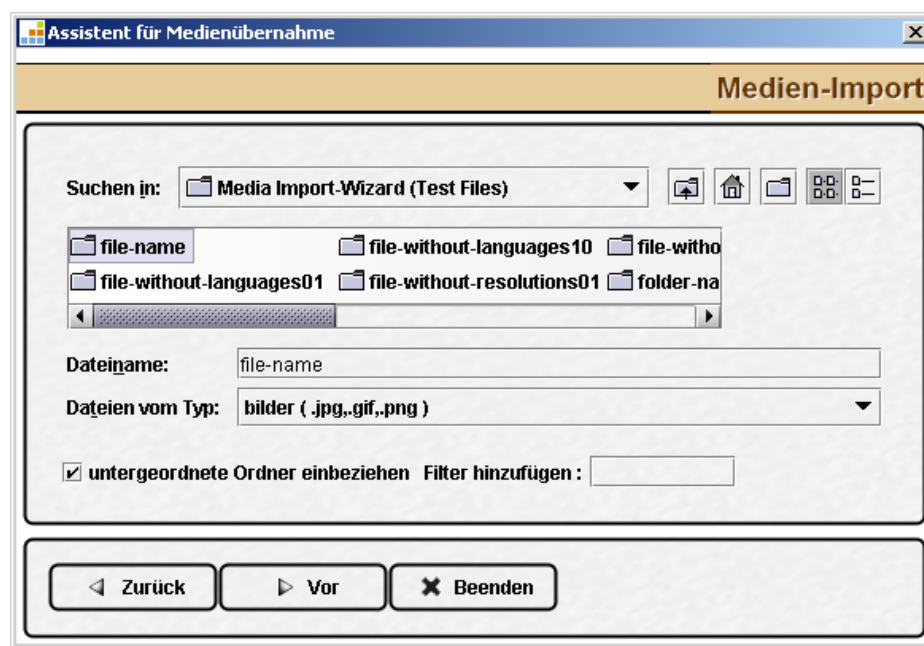 Assistent für Medienübernahme
Medien-Import
Suchen in: Media Import-Wizard (Test Files)
file-name file-without-languages10 file-witho
file-without-languages01 file-without-resolutions01 folder-na
Dateiname: file-name
Dateien vom Typ: bilder ( .jpg,.gif,.png )
untergeordnete Ordner einbeziehen Filter hinzufügen :
Zurück Vor Beenden